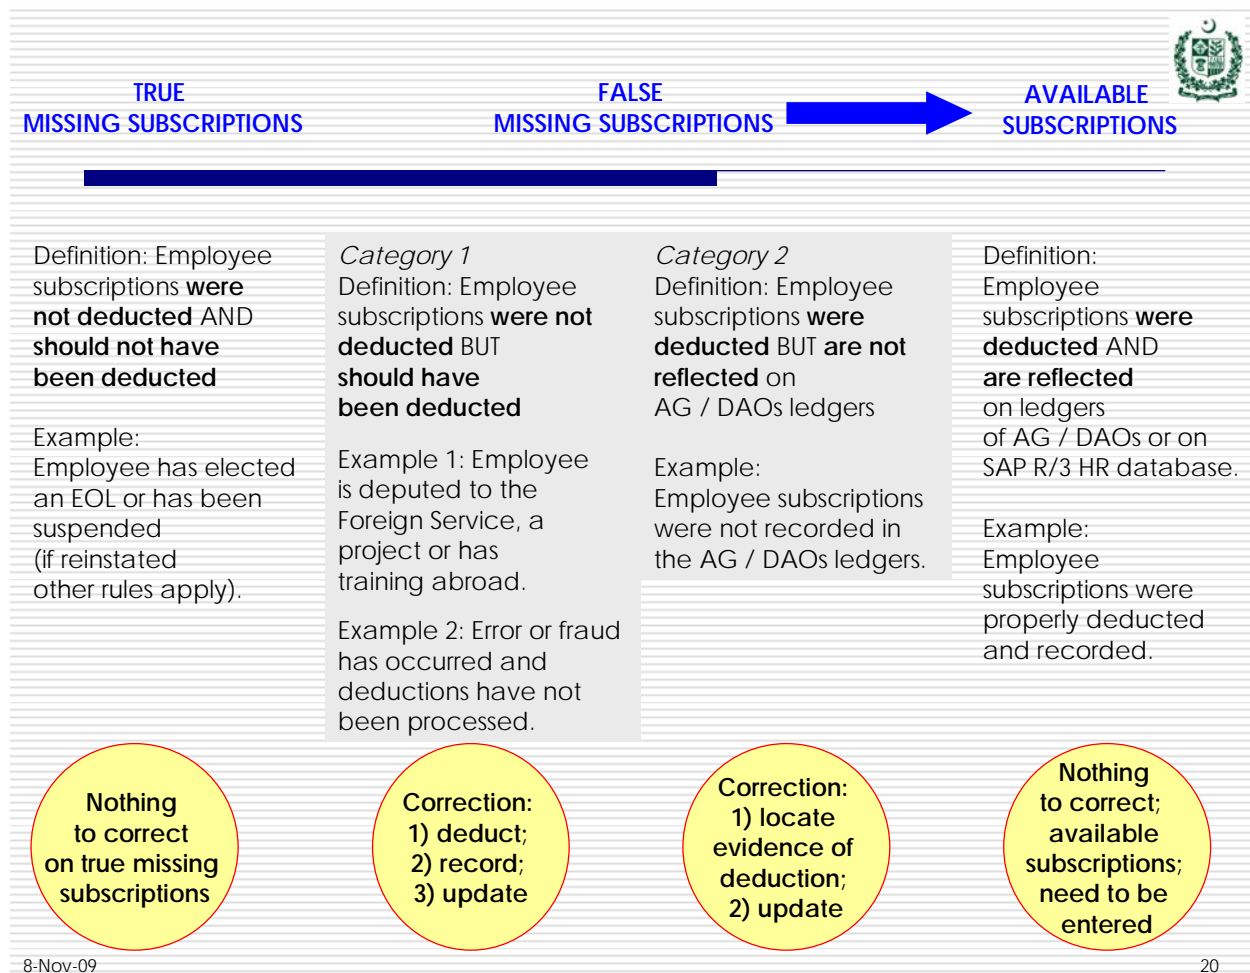 TRUE
MISSING SUBSCRIPTIONS
FALSE
MISSING SUBSCRIPTIONS
AVAILABLE
SUBSCRIPTIONS
Definition: Employee
subscriptions were
not deducted AND
should not have
been deducted
Example:
Employee has elected
an EOL or has been
suspended
(if reinstated
other rules apply).
Category 1
Definition: Employee
subscriptions were not
deducted BUT
should have
been deducted
Example 1: Employee
is deputed to the
Foreign Service, a
project or has
training abroad.
Example 2: Error or fraud
has occurred and
deductions have not
been processed.
Category 2
Definition: Employee
subscriptions were
deducted BUT are not
reflected on
AG / DAOs ledgers
Example:
Employee subscriptions
were not recorded in
the AG / DAOs ledgers.
Definition:
Employee
subscriptions were
deducted AND
are reflected
on ledgers
of AG / DAOs or on
SAP R/3 HR database.
Example:
Employee
subscriptions were
properly deducted
and recorded.
Nothing
to correct
on true missing
subscriptions
Correction:
1) deduct;
2) record;
3) update
Correction:
1) locate
evidence of
deduction;
2) update
Nothing
to correct;
available
subscriptions;
need to be
entered
8-Nov-09
20